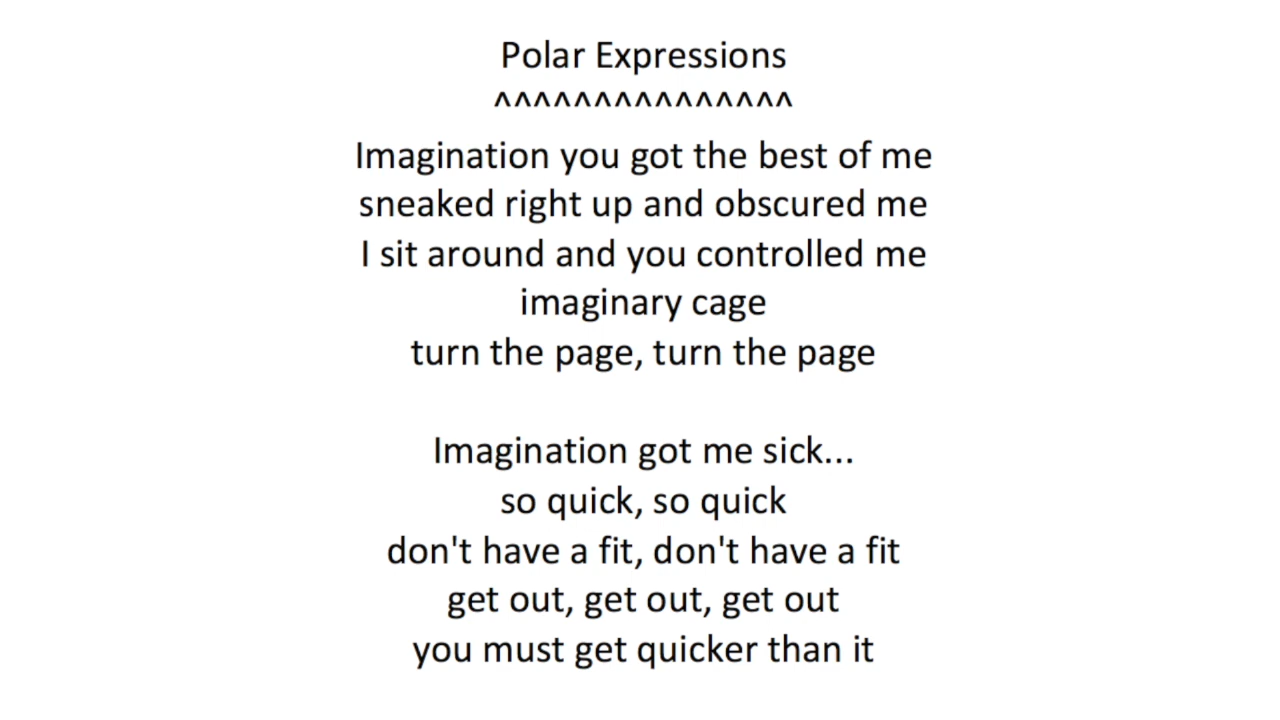 Polar Expressions
^^^^^^^^^^^^^^^
Imagination you got the best of me
sneaked right up and obscured me
I sit around and you controlled me
imaginary cage
turn the page, turn the page
Imagination got me sick...
so quick, so quick
don't have a fit, don't have a fit
get out, get out, get out
you must get quicker than it